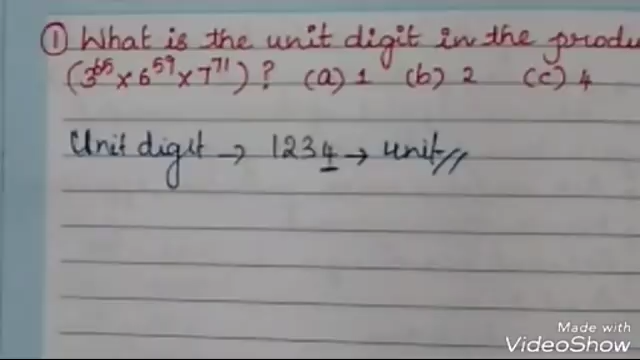 ① What is the unit digit in the produ
(3⁶⁵ × 6⁵⁹ × 7⁷¹) ? (a) 1 (b) 2 (c) 4
Unit digit → 1234 → unit //
Made with
VideoShow